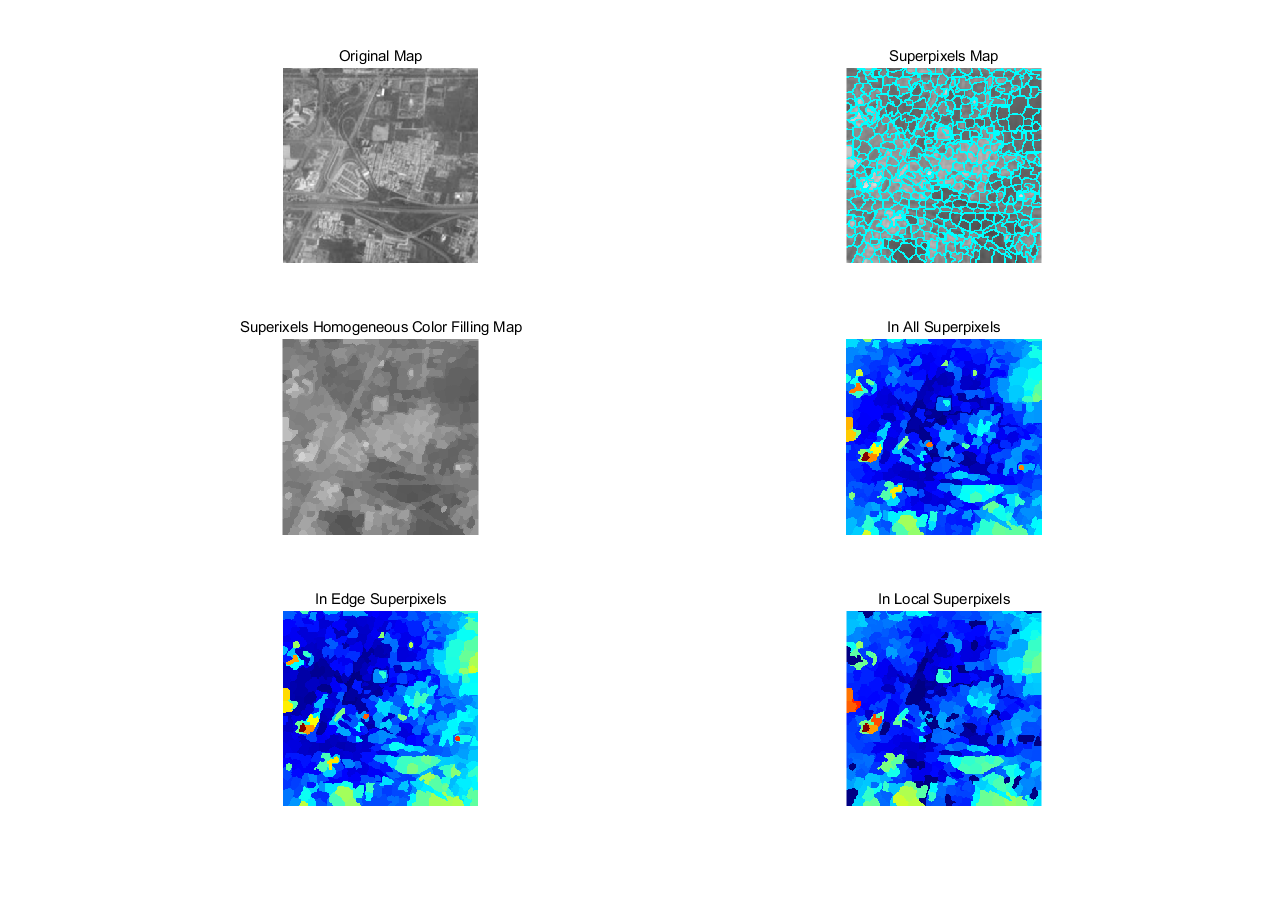 Original Map
Superpixels Map
Superixels Homogeneous Color Filling Map
In All Superpixels
In Edge Superpixels
In Local Superpixels